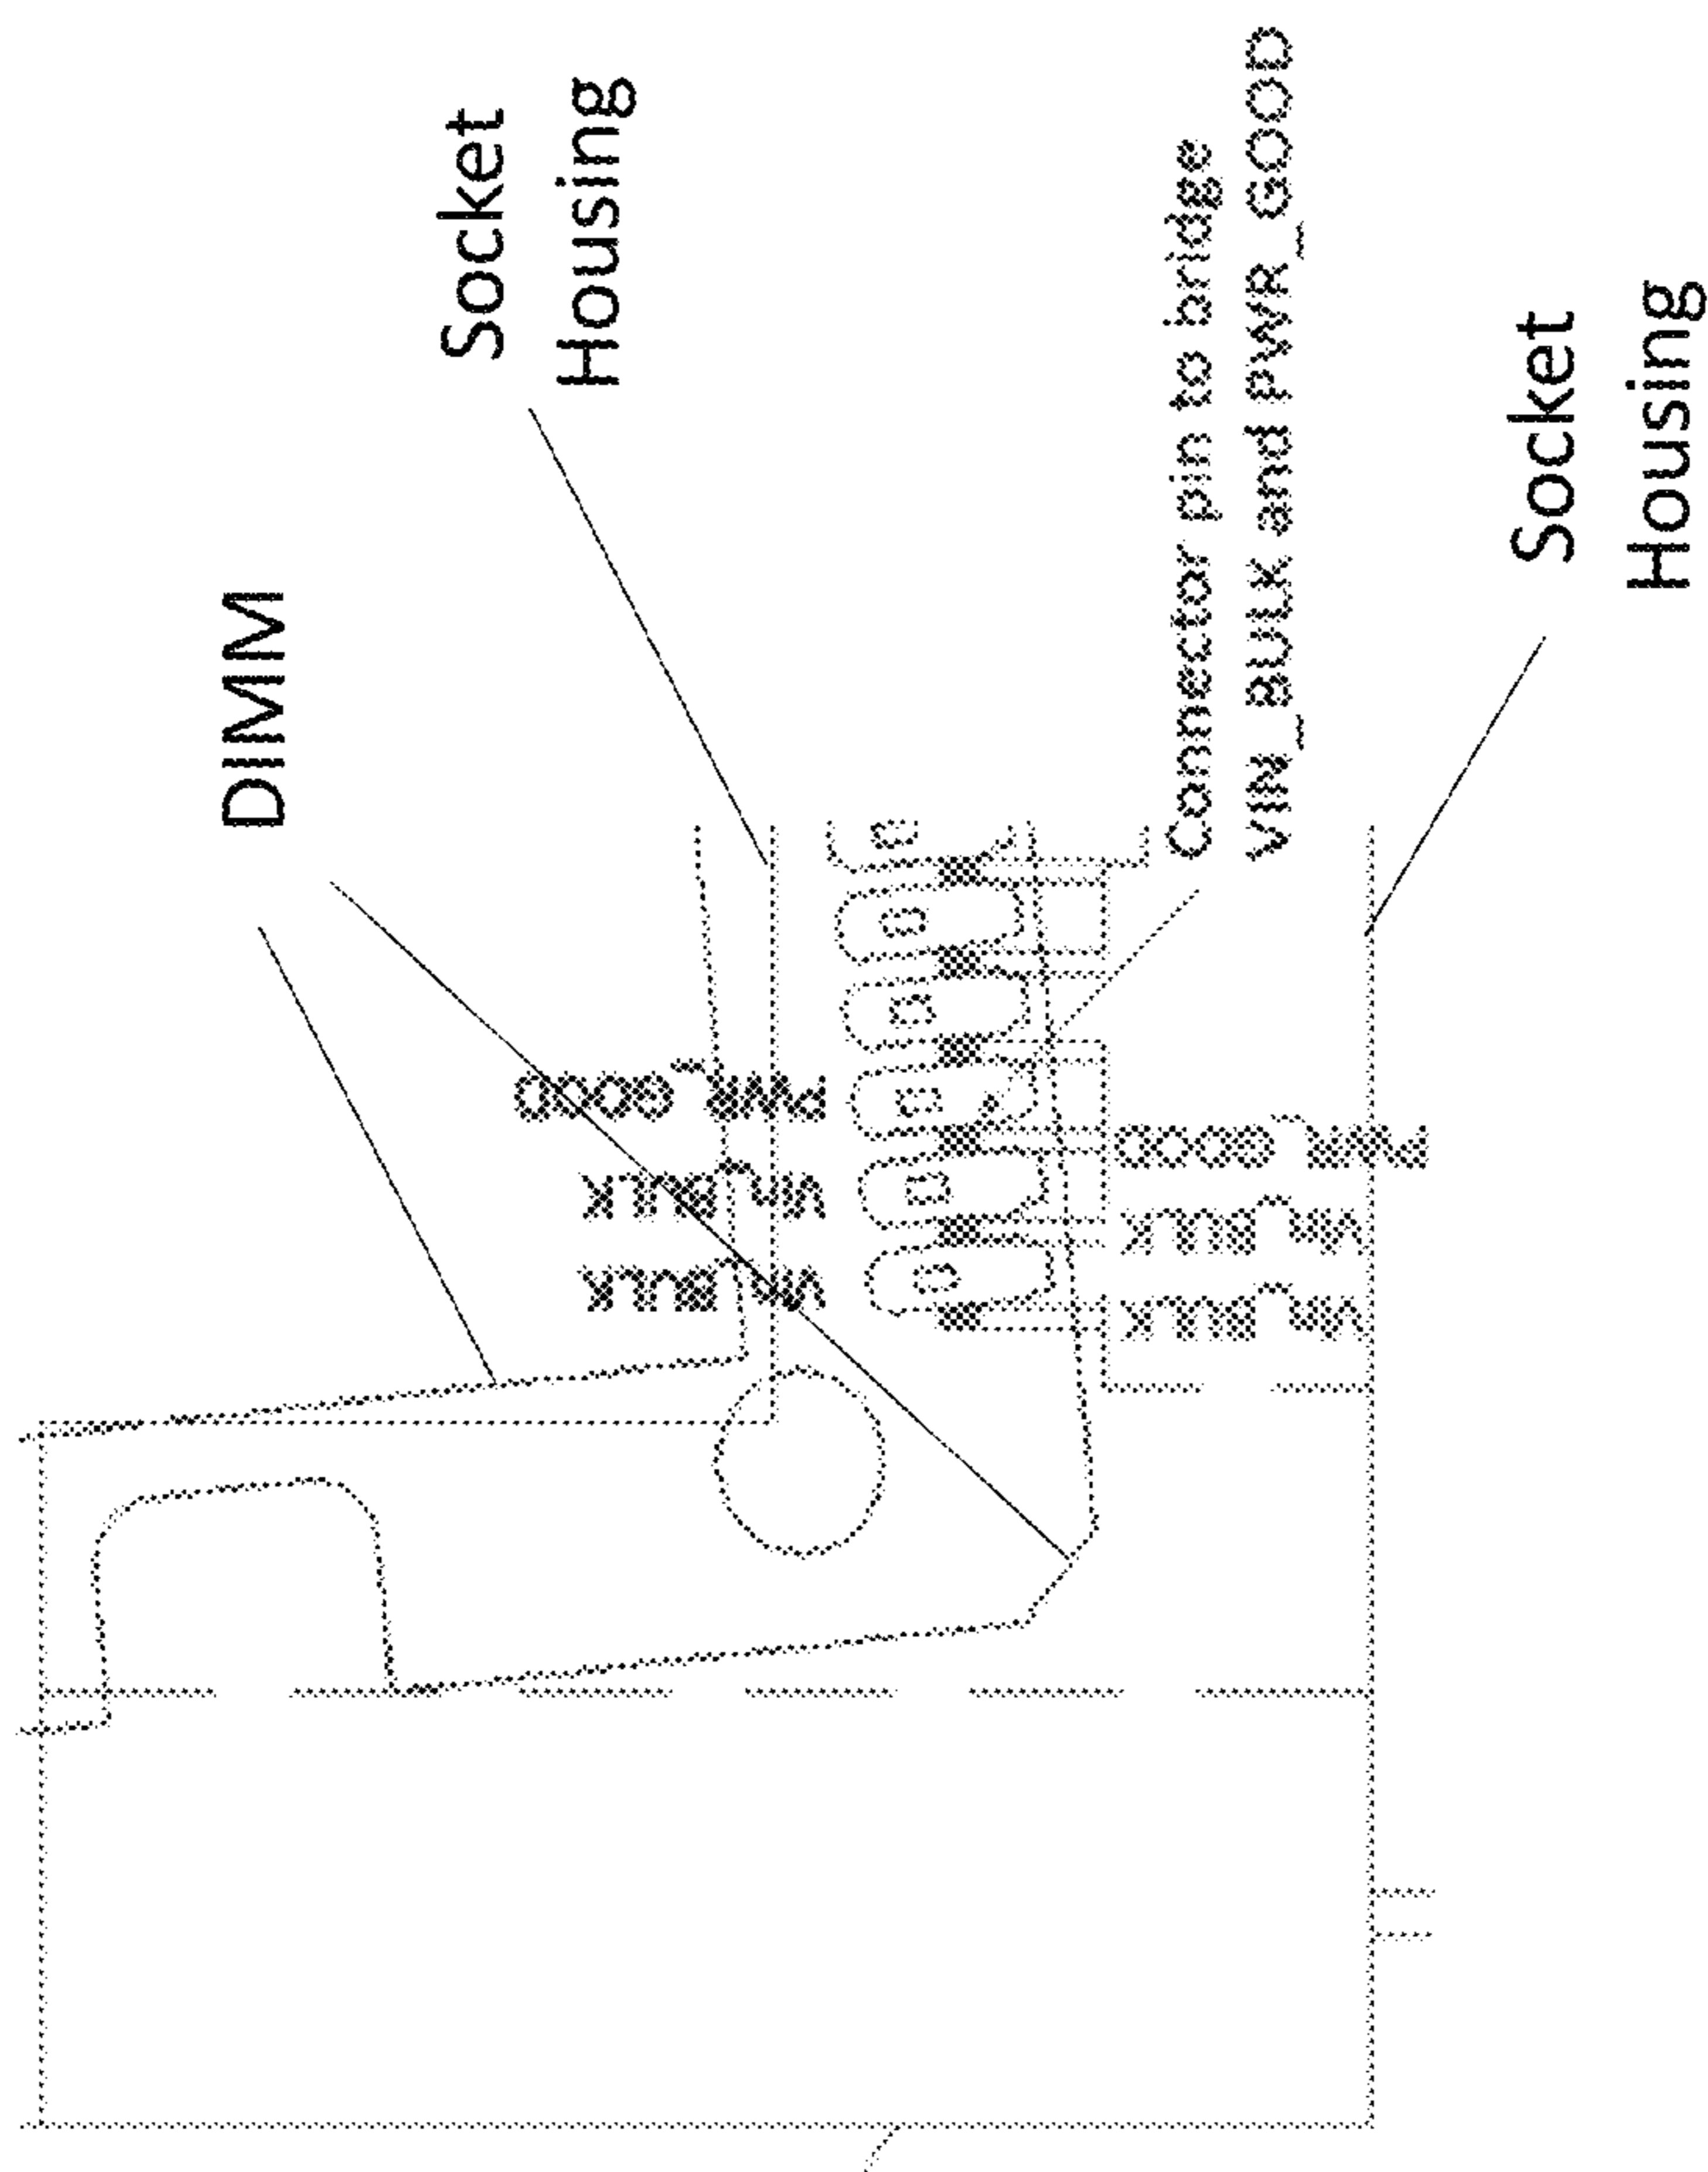 DIMM
Socket
Housing
PWR_GOOD
VIN_BULK
VIN_BULK
Connector pin to bridge
VIN_BULK and PWR_GOOD
PWR_GOOD
VIN_BULK
VIN_BULK
Socket
Housing